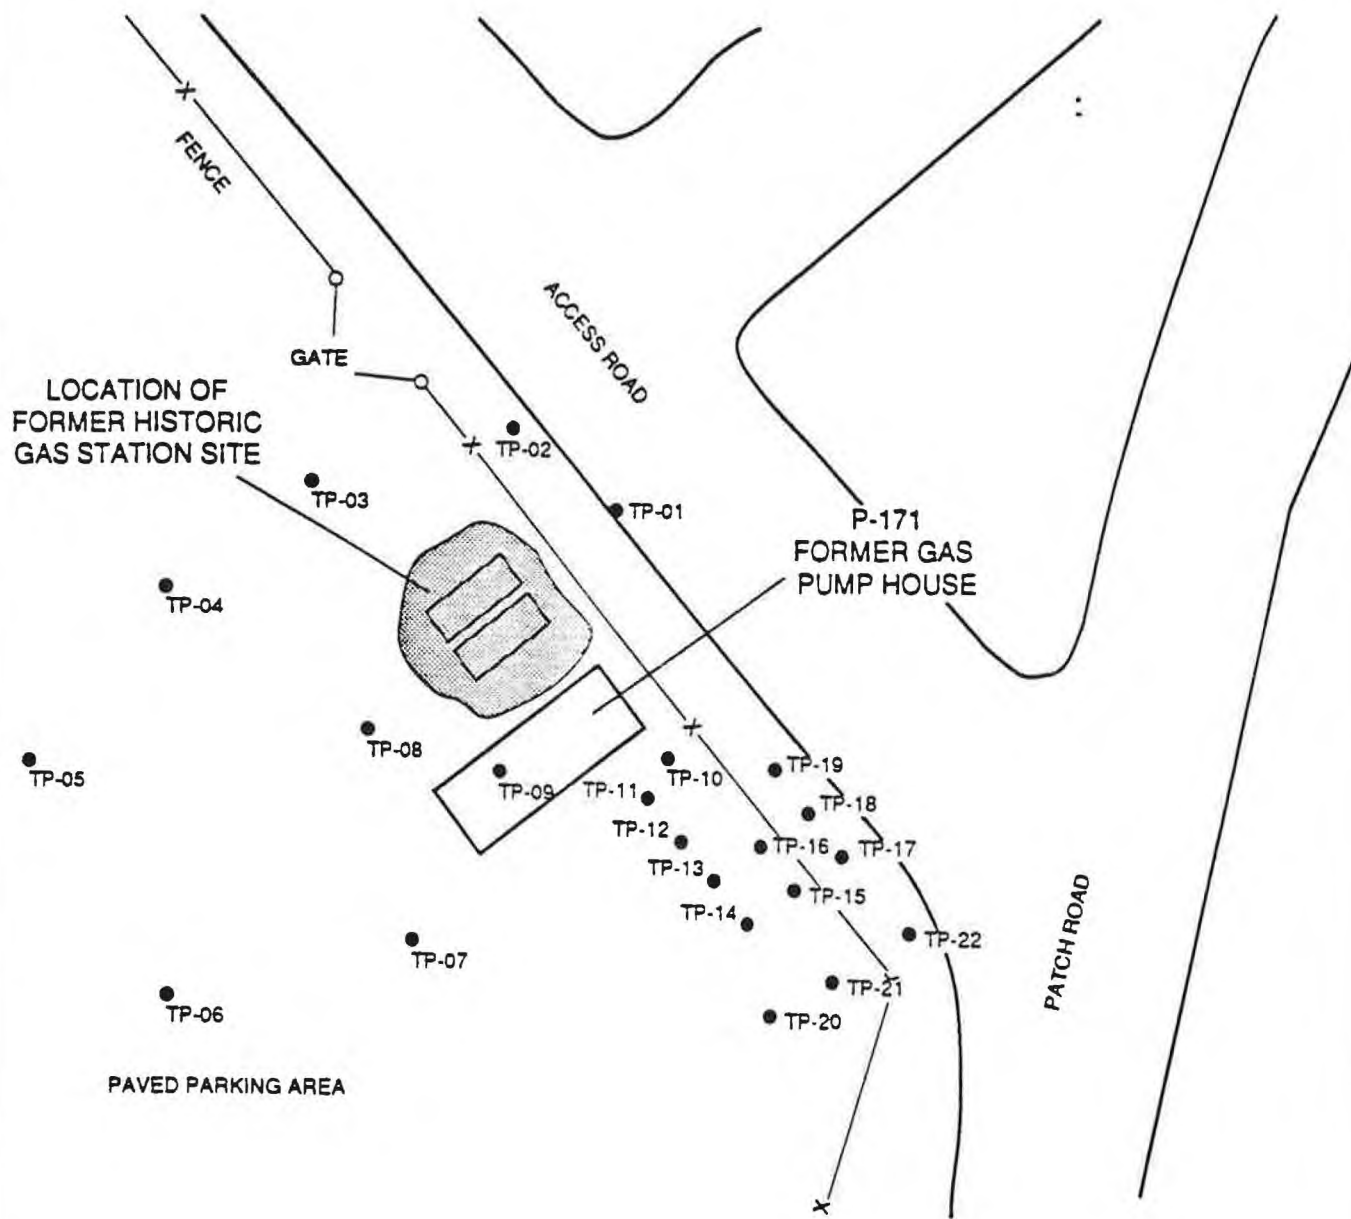 FENCE
ACCESS ROAD
GATE
LOCATION OF
FORMER HISTORIC
GAS STATION SITE
TP-02
TP-03
TP-01
P-171
FORMER GAS
PUMP HOUSE
TP-04
TP-08
TP-05
TP-09
TP-10
TP-11
TP-19
TP-18
TP-12
TP-16
TP-17
TP-13
TP-15
TP-14
TP-22
PATCH ROAD
TP-07
TP-21
TP-06
TP-20
PAVED PARKING AREA